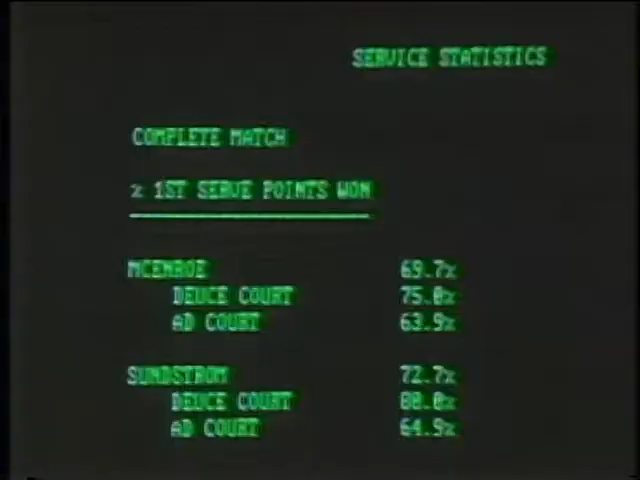 SERVICE STATISTICS
COMPLETE MATCH
% 1ST SERVE POINTS WON
MCENROE 69.7%
DEUCE COURT 75.0%
AD COURT 63.9%
SUNDSTROM 72.7%
DEUCE COURT 80.0%
AD COURT 64.9%